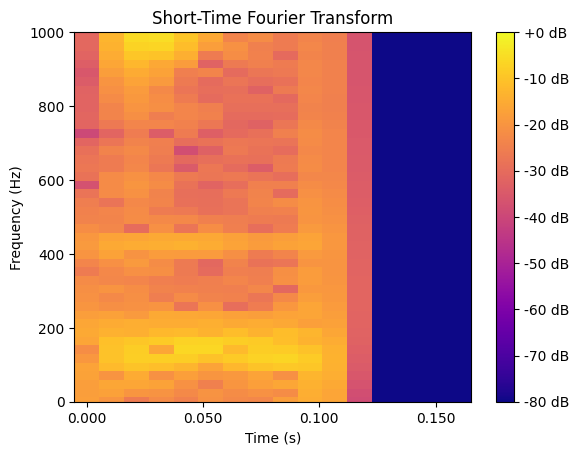 Short-Time Fourier Transform
1000
800
600
400
200
0
Frequency (Hz)
0.000
0.050
0.100
0.150
Time (s)
+0 dB
-10 dB
-20 dB
-30 dB
-40 dB
-50 dB
-60 dB
-70 dB
-80 dB